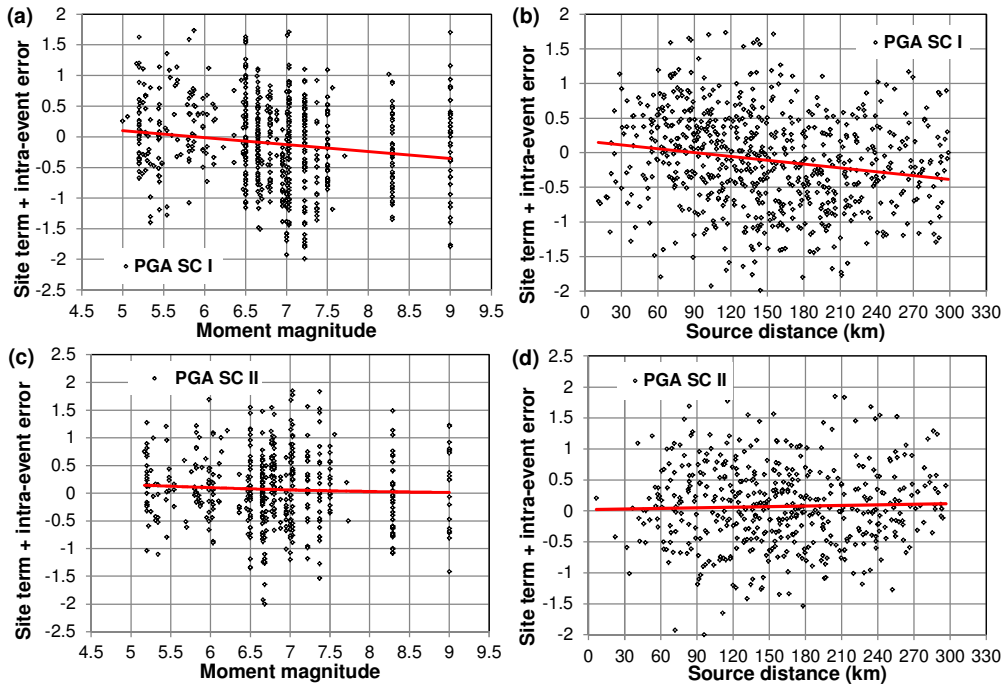 (a)
Site term + intra-event error
2
1.5
1
0.5
0
-0.5
-1
-1.5
-2
-2.5
PGA SC I
4.5 5 5.5 6 6.5 7 7.5 8 8.5 9 9.5
Moment magnitude
(b)
Site term + intra-event error
2
1.5
1
0.5
0
-0.5
-1
-1.5
-2
PGA SC I
0 30 60 90 120 150 180 210 240 270 300 330
Source distance (km)
(c)
Site term + intra-event error
2.5
2
1.5
1
0.5
0
-0.5
-1
-1.5
-2
-2.5
PGA SC II
4.5 5 5.5 6 6.5 7 7.5 8 8.5 9 9.5
Moment magnitude
(d)
Site term + intra-event error
2.5
2
1.5
1
0.5
0
-0.5
-1
-1.5
-2
PGA SC II
0 30 60 90 120 150 180 210 240 270 300 330
Source distance (km)